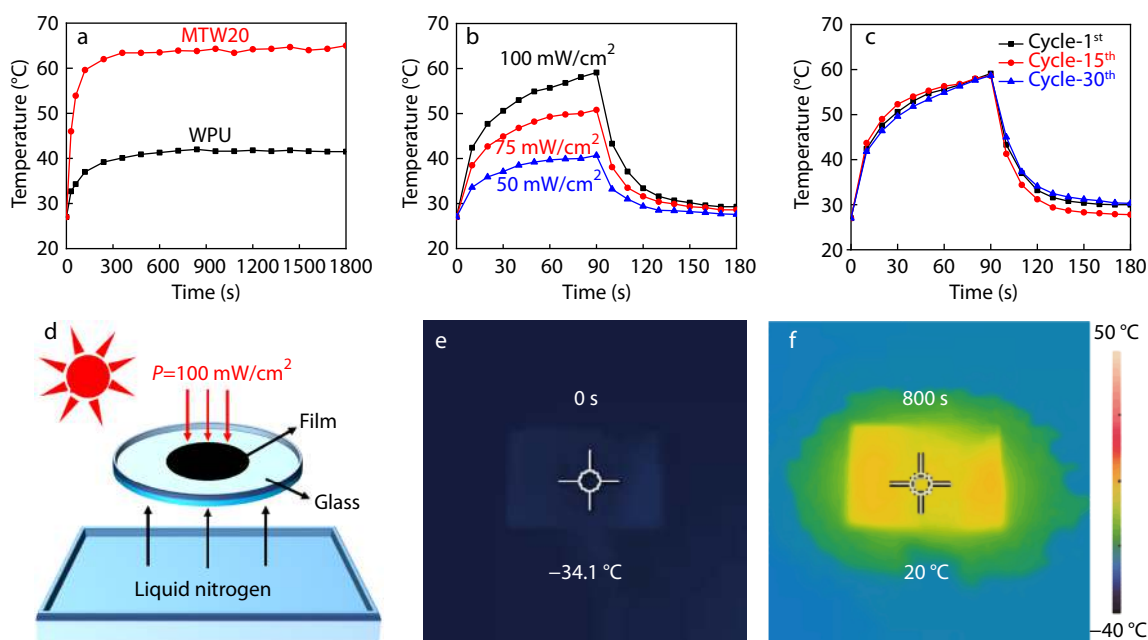 a
MTW20
WPU
Temperature (°C)
70
60
50
40
30
20
0 300 600 900 1200 1500 1800
Time (s)
b
100 mW/cm²
75 mW/cm²
50 mW/cm²
Temperature (°C)
70
60
50
40
30
20
0 30 60 90 120 150 180
Time (s)
c
Cycle-1st
Cycle-15th
Cycle-30th
Temperature (°C)
70
60
50
40
30
20
0 30 60 90 120 150 180
Time (s)
d
P=100 mW/cm²
Film
Glass
Liquid nitrogen
e
0 s
−34.1 °C
f
800 s
20 °C
50 °C
−40 °C